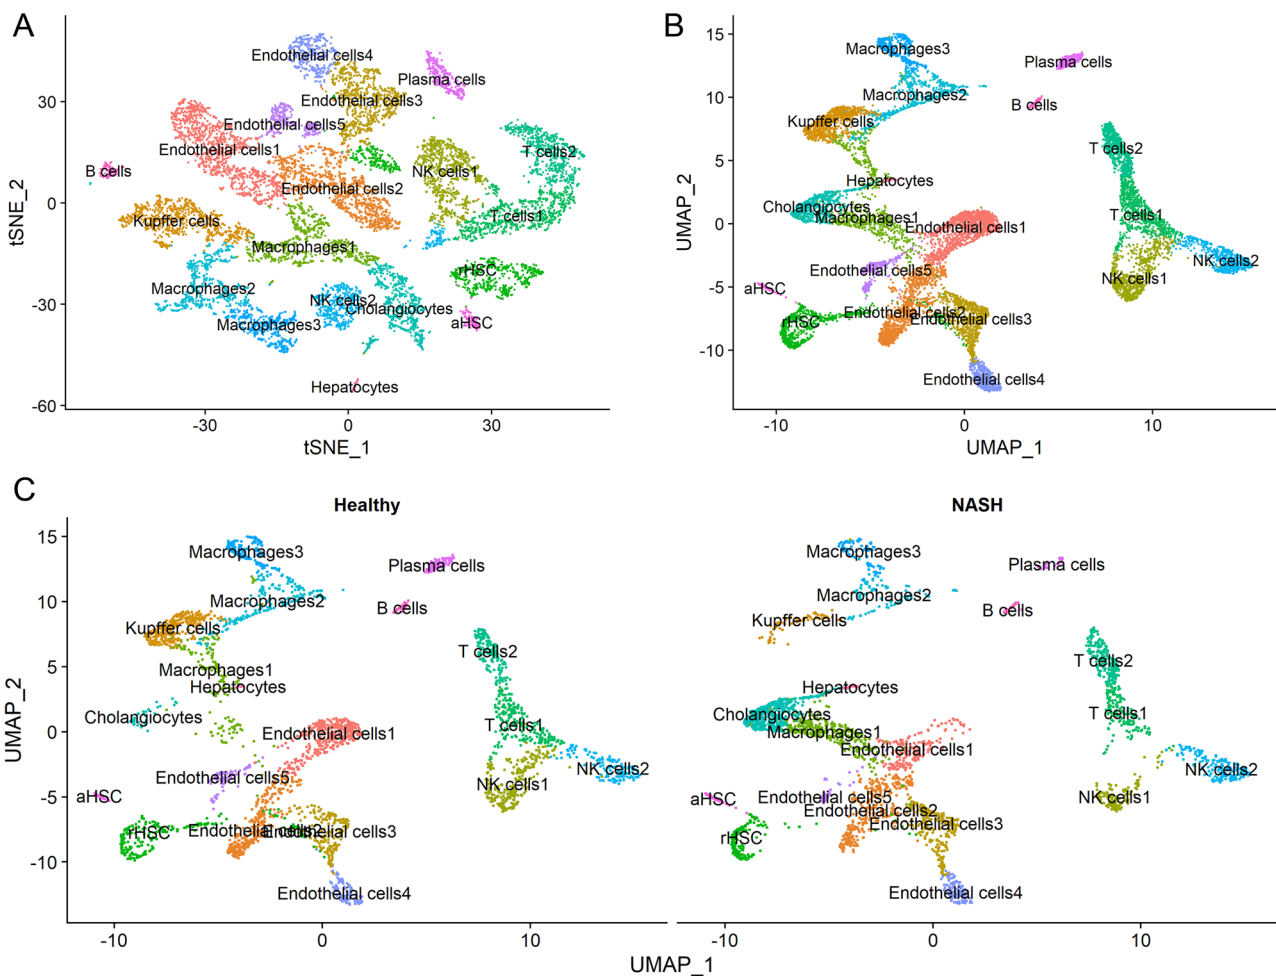 A
Endothelial cells4
Plasma cells
Endothelial cells3
Endothelial cells5
Endothelial cells1
T cells2
B cells
NK cells1
Endothelial cells2
Kupffer cells
T cells1
Macrophages1
rHSC
Macrophages2
NK cells2
Cholangiocytes
Macrophages3
aHSC
Hepatocytes
30
0
-30
-60
tSNE_2
-30
0
30
tSNE_1
B
Macrophages3
Plasma cells
Macrophages2
B cells
Kupffer cells
T cells2
Hepatocytes
Cholangiocytes
Macrophages1
T cells1
Endothelial cells1
NK cells2
Endothelial cells5
NK cells1
aHSC
Endothelial cells2
rHSC
Endothelial cells3
Endothelial cells4
15
10
5
0
-5
-10
UMAP_2
-10
0
10
UMAP_1
C
Healthy
Macrophages3
Plasma cells
Macrophages2
B cells
Kupffer cells
T cells2
Macrophages1
Hepatocytes
Cholangiocytes
T cells1
Endothelial cells1
NK cells2
Endothelial cells5
NK cells1
aHSC
rHSC
Endothelial cells2
Endothelial cells3
Endothelial cells4
15
10
5
0
-5
-10
UMAP_2
-10
0
10
NASH
Macrophages3
Plasma cells
Macrophages2
B cells
Kupffer cells
T cells2
Hepatocytes
Cholangiocytes
T cells1
Macrophages1
Endothelial cells1
NK cells2
aHSC
Endothelial cells5
NK cells1
Endothelial cells2
Endothelial cells3
rHSC
Endothelial cells4
-10
0
10
UMAP_1